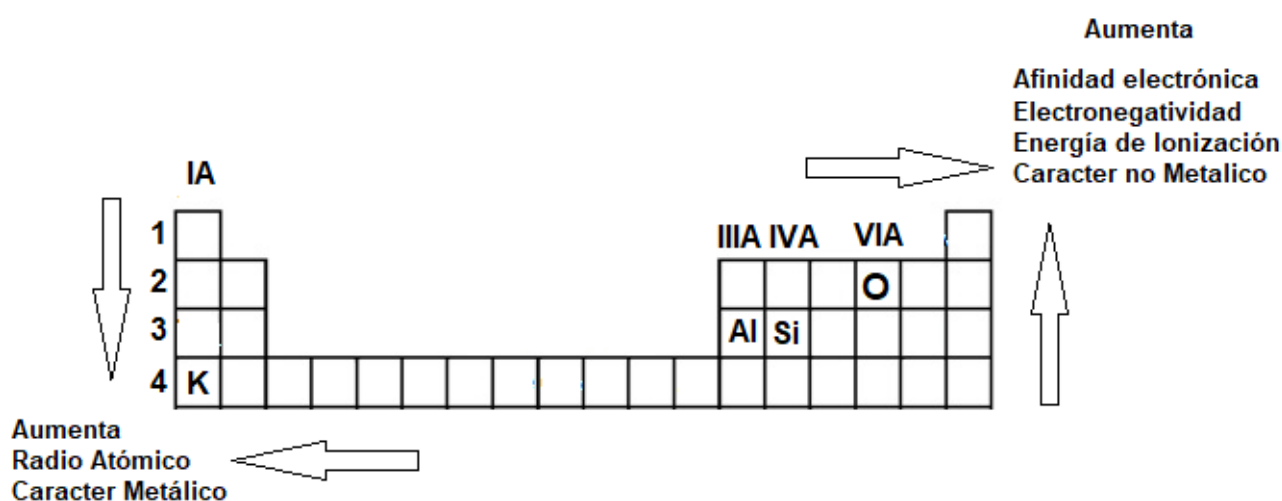 Aumenta
Afinidad electrónica
Electronegatividad
Energía de Ionización
Caracter no Metalico
IA
1
IIIA IVA VIA
2 O
3 Al Si
4 K
Aumenta
Radio Atómico
Caracter Metálico